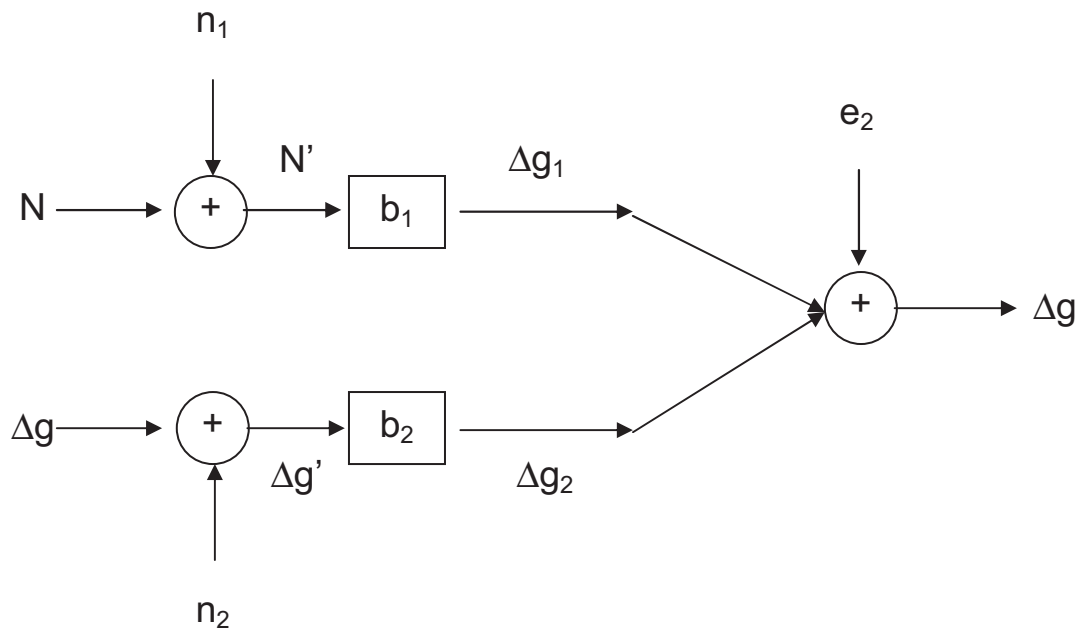 n₁
e₂
N
+
N’
b₁
Δg₁
+
Δg
Δg
+
Δg’
b₂
Δg₂
n₂